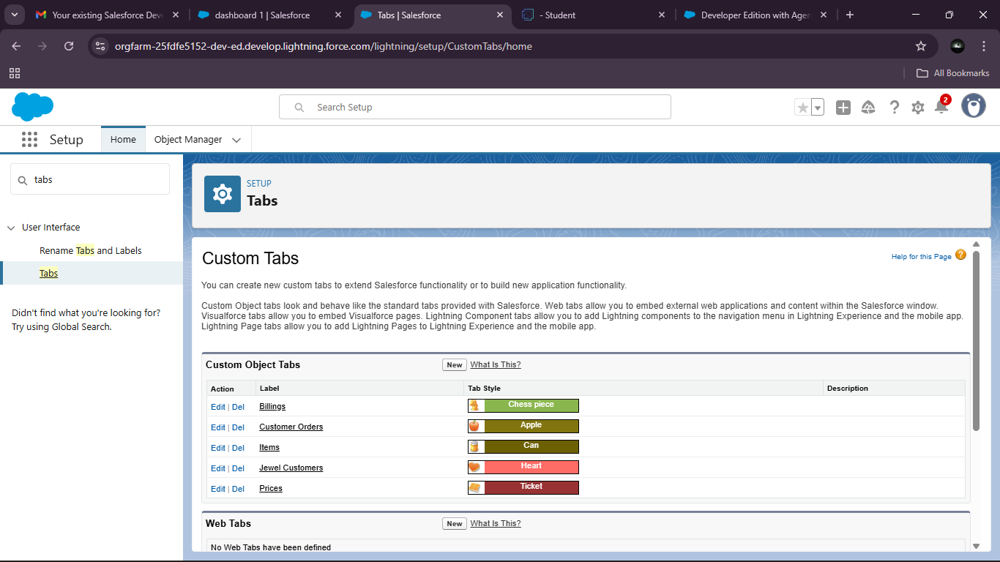 Your existing Salesforce Dev
dashboard 1 | Salesforce
Tabs | Salesforce
- Student
Developer Edition with Agen
orgfarm-25fdfe5152-dev-ed.develop.lightning.force.com/lightning/setup/CustomTabs/home
All Bookmarks
Search Setup
2
Setup
Home
Object Manager
tabs
User Interface
Rename Tabs and Labels
Tabs
Didn't find what you're looking for?
Try using Global Search.
SETUP
Tabs
Custom Tabs
Help for this Page
You can create new custom tabs to extend Salesforce functionality or to build new application functionality.
Custom Object tabs look and behave like the standard tabs provided with Salesforce. Web tabs allow you to embed external web applications and content within the Salesforce window.
Visualforce tabs allow you to embed Visualforce pages. Lightning Component tabs allow you to add Lightning components to the navigation menu in Lightning Experience and the mobile app.
Lightning Page tabs allow you to add Lightning Pages to Lightning Experience and the mobile app.
Custom Object Tabs New What Is This?
Action Label Tab Style Description
Edit | Del Billings Chess piece
Edit | Del Customer Orders Apple
Edit | Del Items Can
Edit | Del Jewel Customers Heart
Edit | Del Prices Ticket
Web Tabs New What Is This?
No Web Tabs have been defined